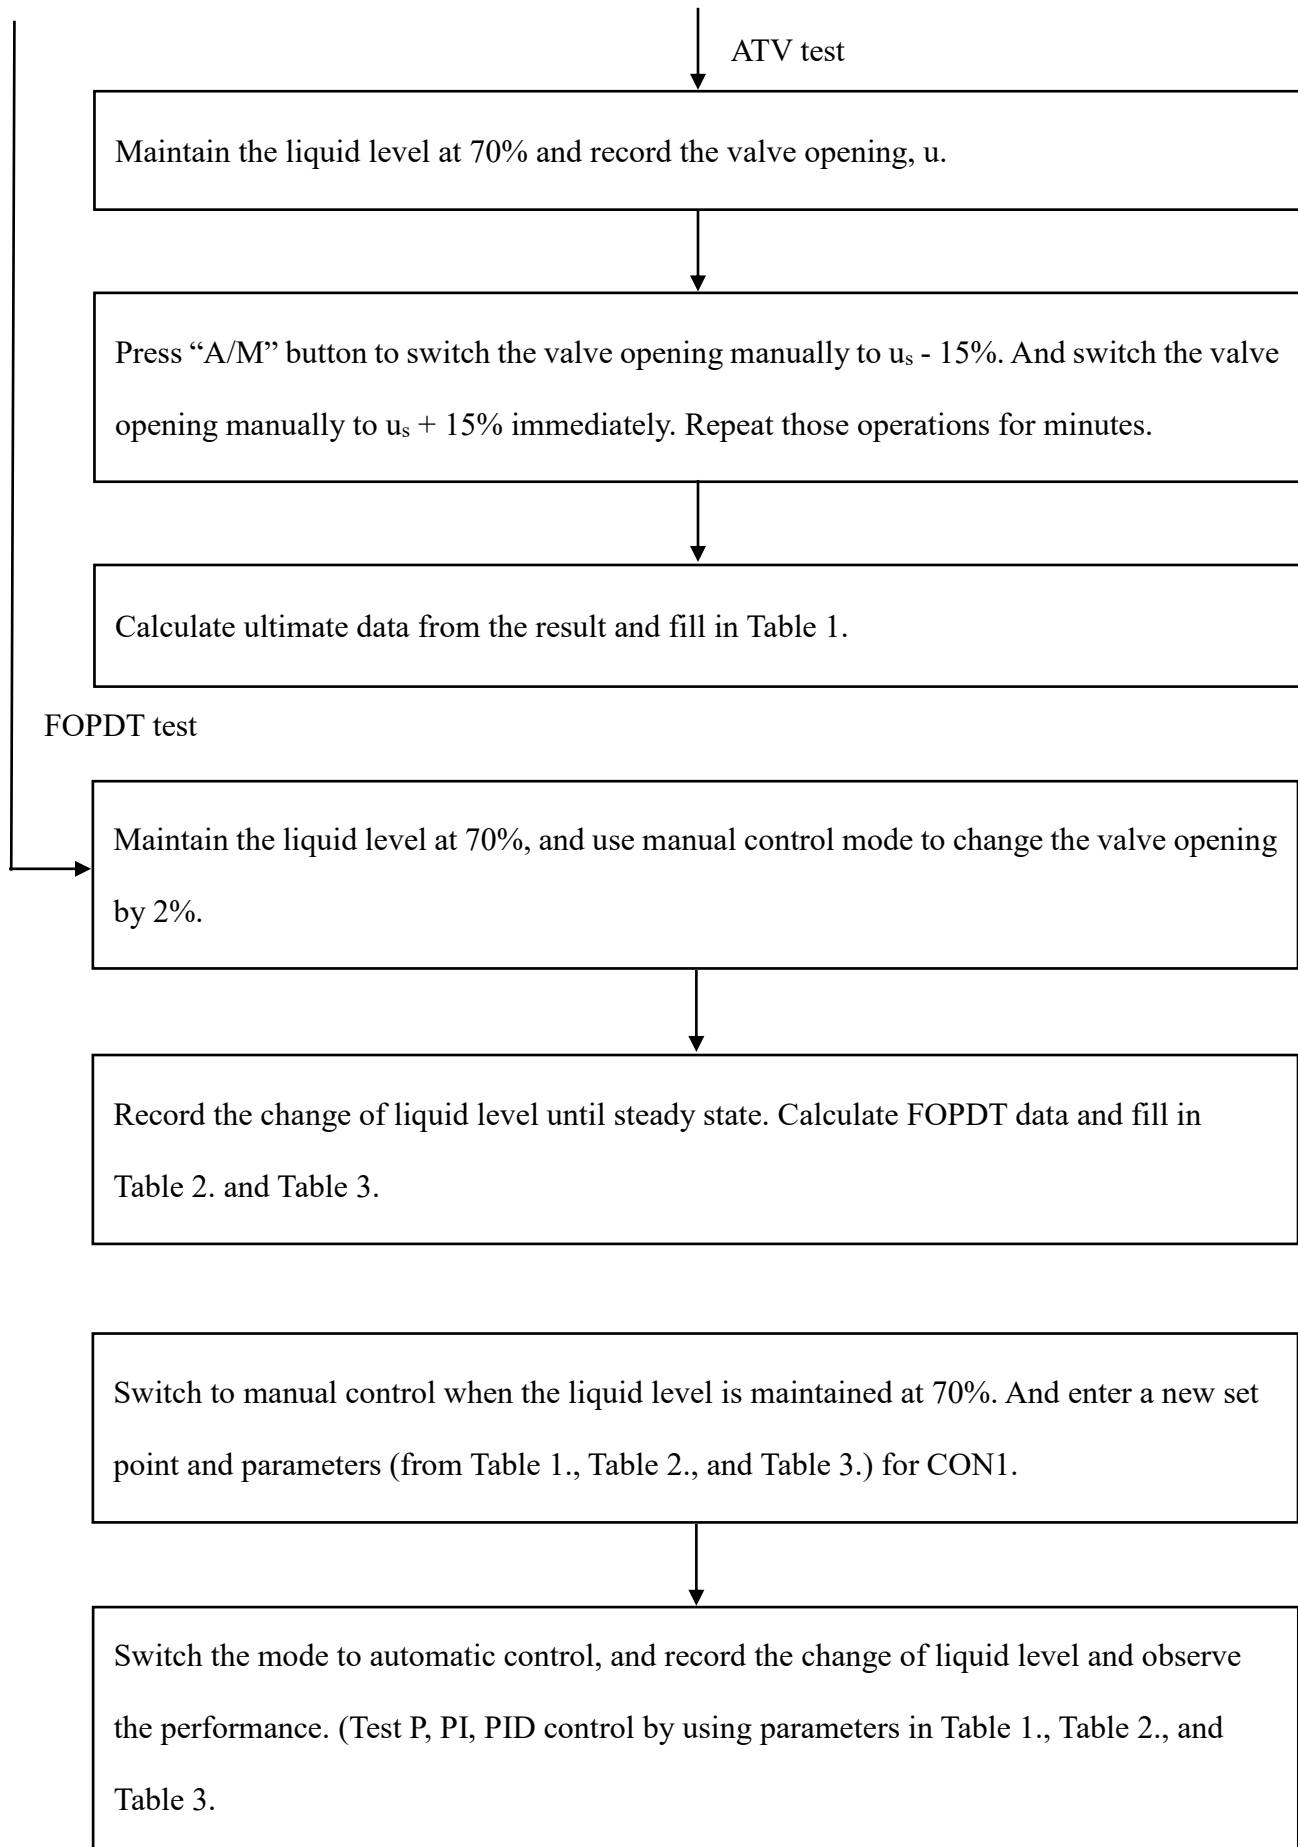 ATV test
Maintain the liquid level at 70% and record the valve opening, u.
Press “A/M” button to switch the valve opening manually to uₛ - 15%. And switch the valve
opening manually to uₛ + 15% immediately. Repeat those operations for minutes.
Calculate ultimate data from the result and fill in Table 1.
FOPDT test
Maintain the liquid level at 70%, and use manual control mode to change the valve opening
by 2%.
Record the change of liquid level until steady state. Calculate FOPDT data and fill in
Table 2. and Table 3.
Switch to manual control when the liquid level is maintained at 70%. And enter a new set
point and parameters (from Table 1., Table 2., and Table 3.) for CON1.
Switch the mode to automatic control, and record the change of liquid level and observe
the performance. (Test P, PI, PID control by using parameters in Table 1., Table 2., and
Table 3.